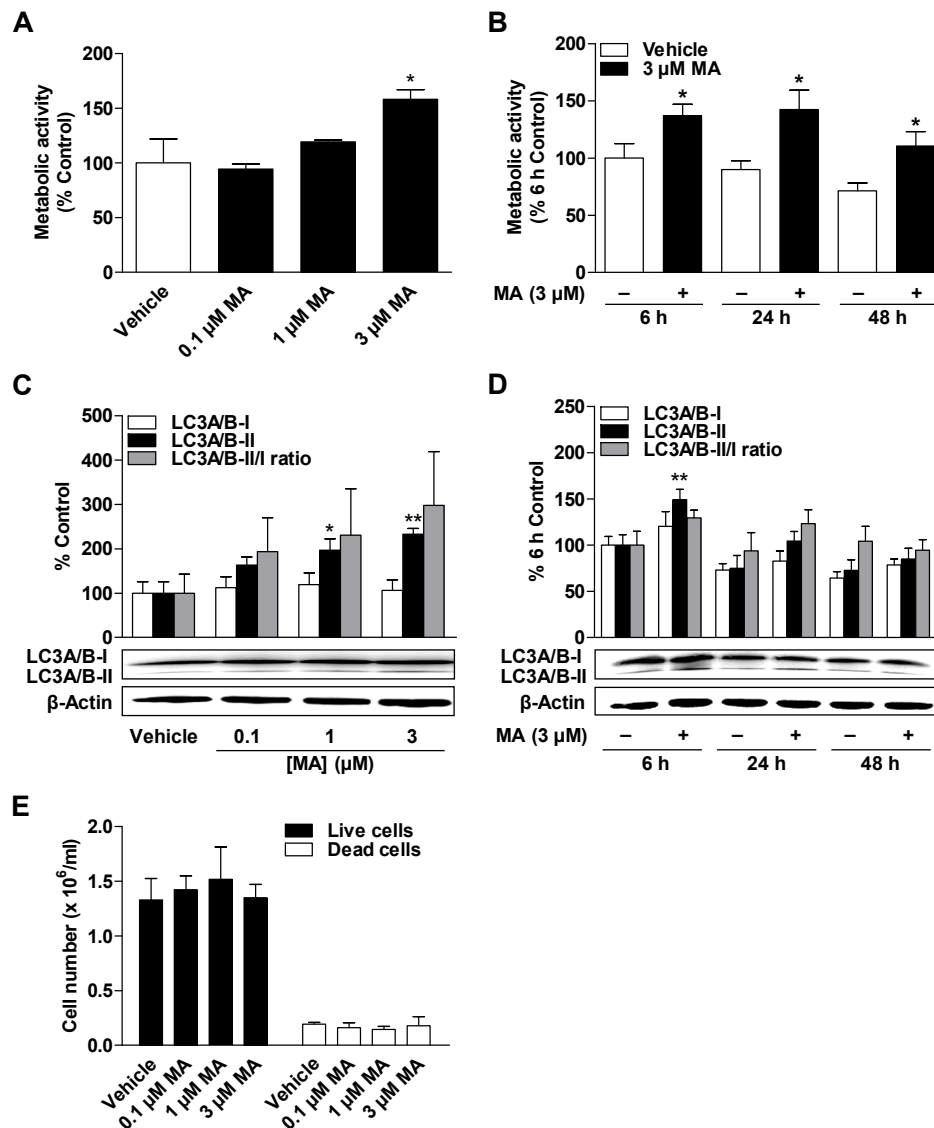 A
Metabolic activity
(% Control)
200
150
100
50
0
*
Vehicle
0.1 µM MA
1 µM MA
3 µM MA
B
Metabolic activity
(% 6 h Control)
200
150
100
50
0
Vehicle
3 µM MA
*
*
*
MA (3 µM) – + – + – +
6 h 24 h 48 h
C
% Control
500
400
300
200
100
0
LC3A/B-I
LC3A/B-II
LC3A/B-II/I ratio
*
**
LC3A/B-I
LC3A/B-II
β-Actin
Vehicle 0.1 1 3
[MA] (µM)
D
% 6 h Control
250
200
150
100
50
0
LC3A/B-I
LC3A/B-II
LC3A/B-II/I ratio
**
LC3A/B-I
LC3A/B-II
β-Actin
MA (3 µM) – + – + – +
6 h 24 h 48 h
E
Cell number (x 10⁶/ml)
2.0
1.5
1.0
0.5
0.0
Live cells
Dead cells
Vehicle
0.1 µM MA
1 µM MA
3 µM MA
Vehicle
0.1 µM MA
1 µM MA
3 µM MA